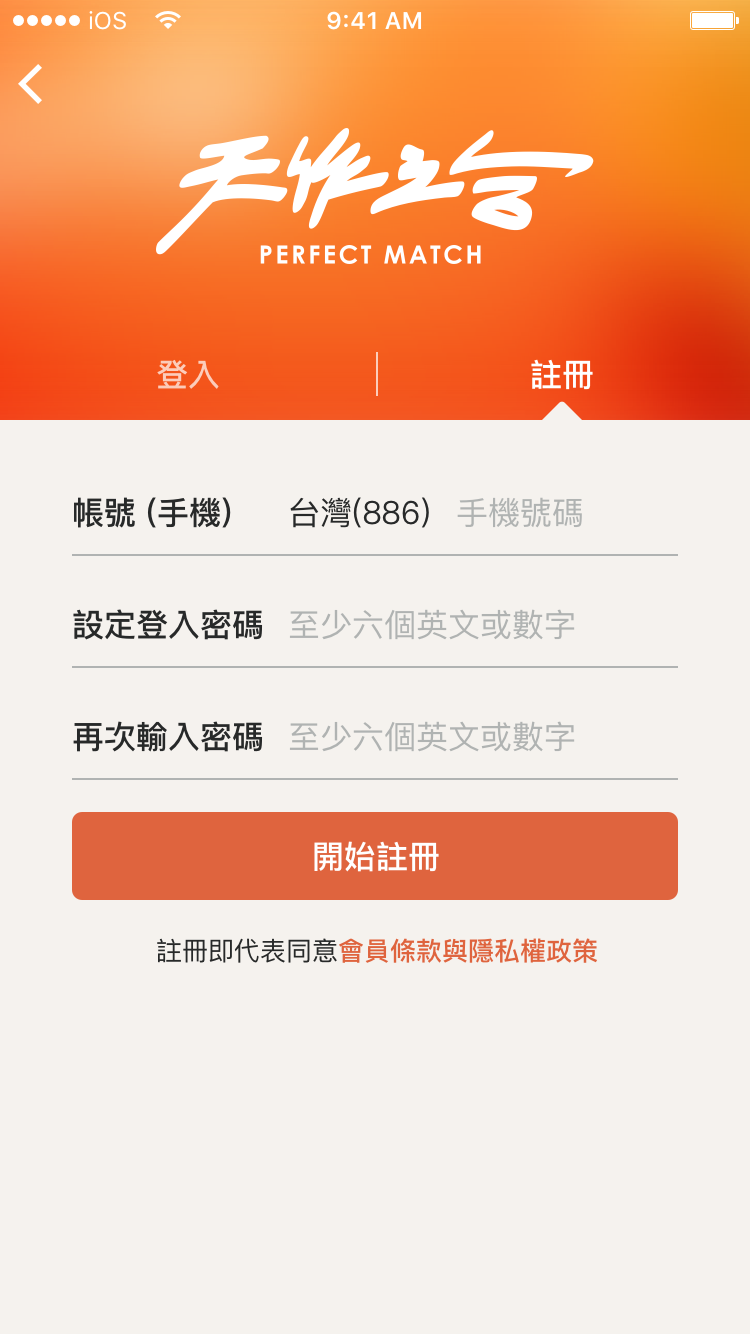 iOS 9:41 AM
天作之合
PERFECT MATCH
登入 註冊
帳號 (手機) 台灣(886) 手機號碼
設定登入密碼 至少六個英文或數字
再次輸入密碼 至少六個英文或數字
開始註冊
註冊即代表同意會員條款與隱私權政策